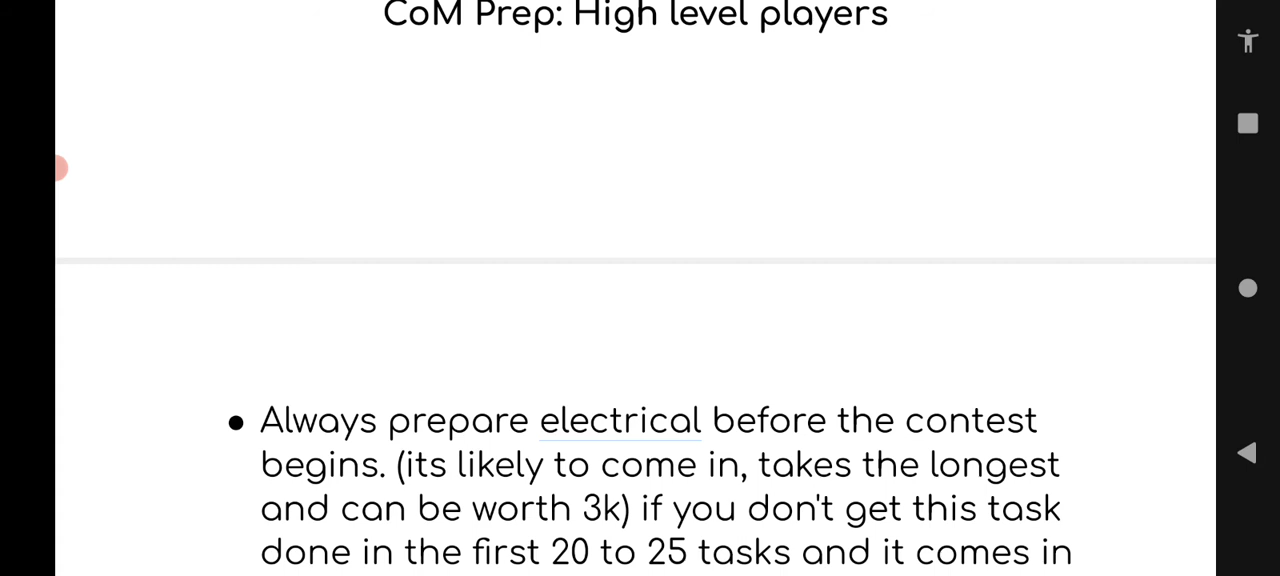 CoM Prep: High level players
● Always prepare electrical before the contest
begins. (its likely to come in, takes the longest
and can be worth 3k) if you don't get this task
done in the first 20 to 25 tasks and it comes in